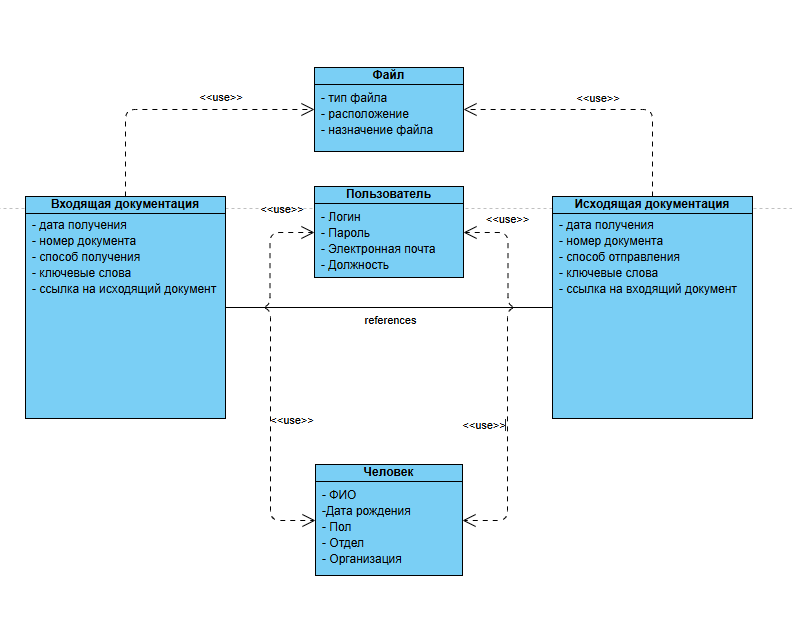 Файл
- тип файла
- расположение
- назначение файла
<<use>>
<<use>>
Входящая документация
- дата получения
- номер документа
- способ получения
- ключевые слова
- ссылка на исходящий документ
<<use>>
Пользователь
- Логин
- Пароль
- Электронная почта
- Должность
<<use>>
Исходящая документация
- дата получения
- номер документа
- способ отправления
- ключевые слова
- ссылка на входящий документ
references
<<use>>
<<use>>
Человек
- ФИО
-Дата рождения
- Пол
- Отдел
- Организация